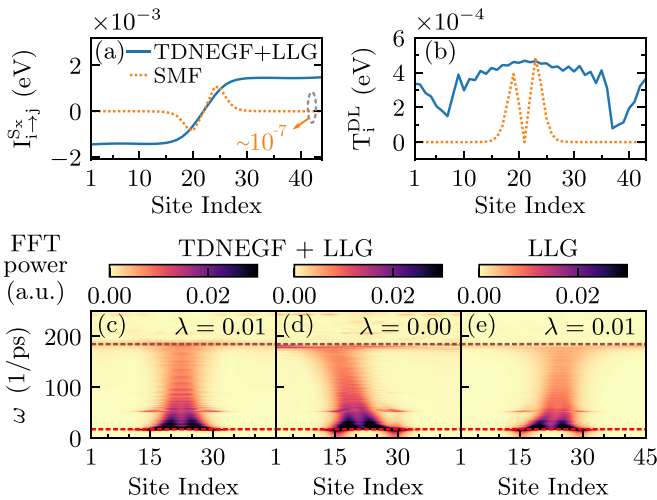 ×10⁻³
×10⁻⁴
(a)
TDNEGF+LLG
SMF
~10⁻⁷
I^{Sₓ}_{i→j} (eV)
2
0
−2
1 10 20 30 40
Site Index
(b)
T^{DL}_i (eV)
6
4
2
0
1 10 20 30 40
Site Index
FFT
power
(a.u.)
TDNEGF + LLG
LLG
0.00 0.02
0.00 0.02
0.00 0.02
(c) λ = 0.01
(d) λ = 0.00
(e) λ = 0.01
ω (1/ps)
200
100
0
1 15 30
1 15 30
1 15 30 45
Site Index
Site Index
Site Index